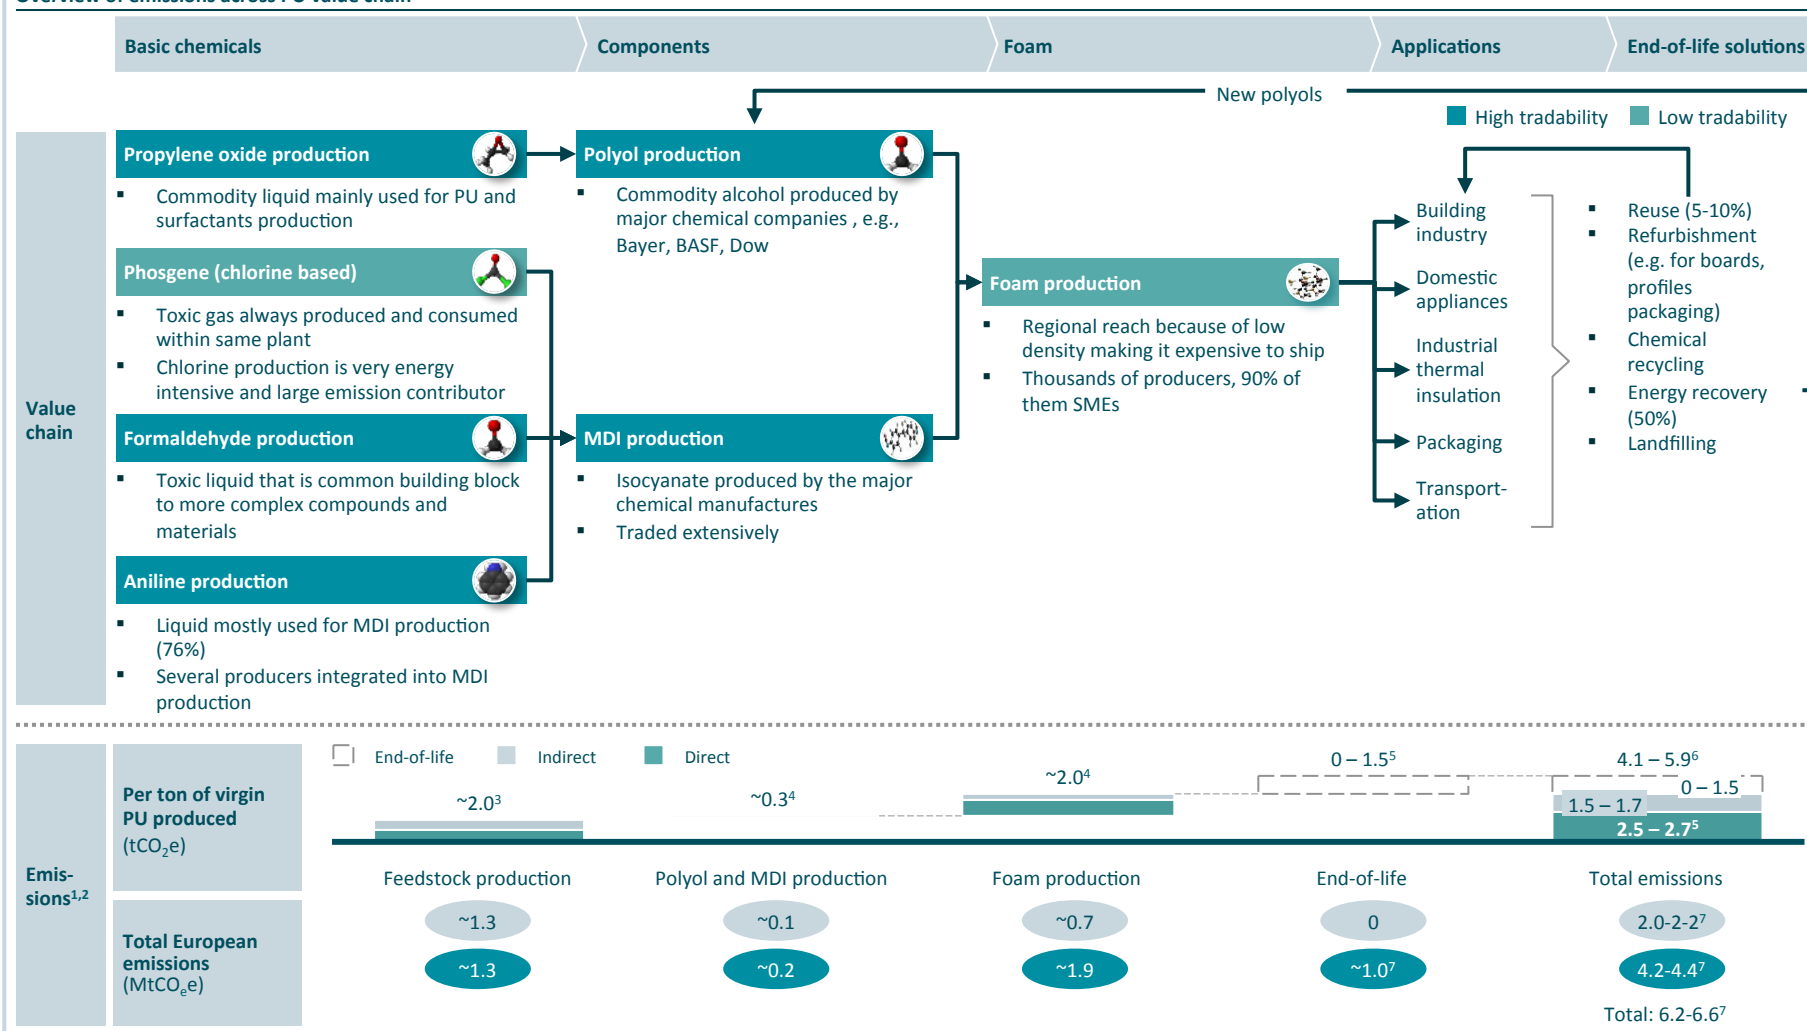 Overview of emissions across PU value chain
Basic chemicals
Components
Foam
Applications
End-of-life solutions
New polyols
High tradability
Low tradability
Value
chain
Propylene oxide production
▪ Commodity liquid mainly used for PU and
surfactants production
Phosgene (chlorine based)
▪ Toxic gas always produced and consumed
within same plant
▪ Chlorine production is very energy
intensive and large emission contributor
Formaldehyde production
▪ Toxic liquid that is common building block
to more complex compounds and
materials
Aniline production
▪ Liquid mostly used for MDI production
(76%)
▪ Several producers integrated into MDI
production
Polyol production
▪ Commodity alcohol produced by
major chemical companies , e.g.,
Bayer, BASF, Dow
MDI production
▪ Isocyanate produced by the major
chemical manufactures
▪ Traded extensively
Foam production
▪ Regional reach because of low
density making it expensive to ship
▪ Thousands of producers, 90% of
them SMEs
Building
industry
Domestic
appliances
Industrial
thermal
insulation
Packaging
Transport-
ation
▪ Reuse (5-10%)
▪ Refurbishment
(e.g. for boards,
profiles
packaging)
▪ Chemical
recycling
▪ Energy recovery
(50%)
▪ Landfilling
Emis-
sions1,2
Per ton of virgin
PU produced
(tCO2e)
End-of-life
Indirect
Direct
~2.0³
~0.3⁴
~2.0⁴
0 – 1.5⁵
4.1 – 5.9⁶
0 – 1.5
1.5 – 1.7
2.5 – 2.7⁵
Feedstock production
Polyol and MDI production
Foam production
End-of-life
Total emissions
Total European
emissions
(MtCOee)
~1.3
~0.1
~0.7
0
2.0-2-2⁷
~1.3
~0.2
~1.9
~1.0⁷
4.2-4.4⁷
Total: 6.2-6.6⁷